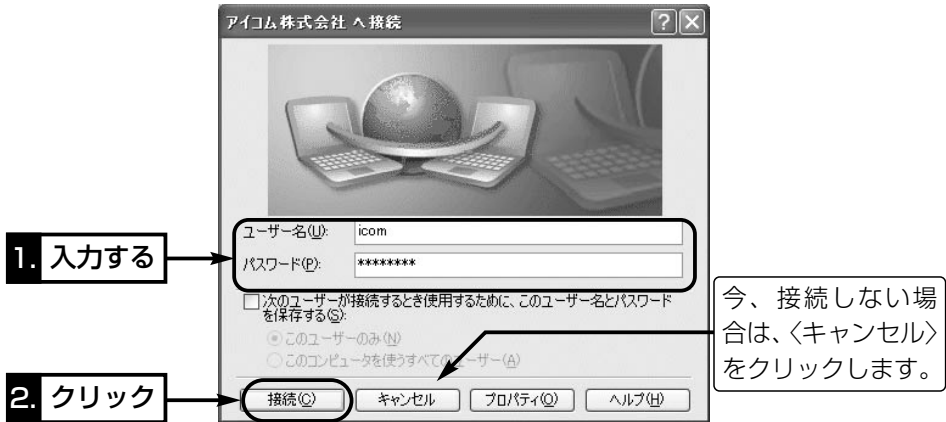 アイコム株式会社 へ接続
ユーザー名(U):
icom
1. 入力する
パスワード(P):
********
次のユーザーが接続するとき使用するために、このユーザー名とパスワード
を保存する(S):
このユーザーのみ(N)
このコンピュータを使うすべてのユーザー(A)
今、接続しない場
合は、〈キャンセル〉
をクリックします。
2. クリック
接続(C)
キャンセル
プロパティ(O)
ヘルプ(H)